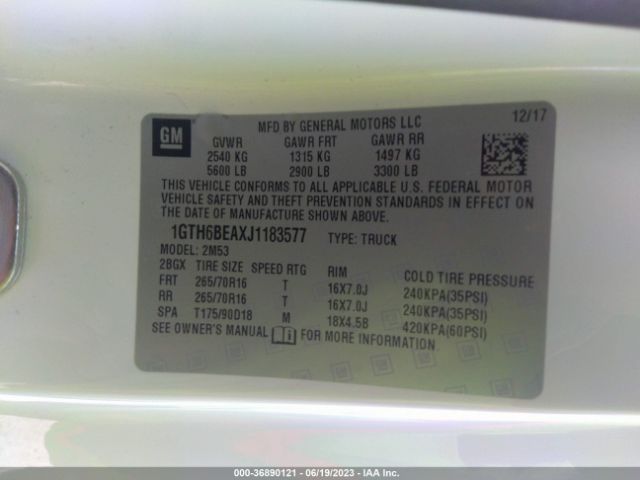 MFD BY GENERAL MOTORS LLC 12/17
GM GVWR GAWR FRT GAWR RR
2540 KG 1315 KG 1497 KG
5600 LB 2900 LB 3300 LB
THIS VEHICLE CONFORMS TO ALL APPLICABLE U.S. FEDERAL MOTOR
VEHICLE SAFETY AND THEFT PREVENTION STANDARDS IN EFFECT ON THE
DATE OF MANUFACTURE SHOWN ABOVE.
1GTH6BEAXJ1183577 TYPE: TRUCK
MODEL: 2M53
2BGX TIRE SIZE SPEED RTG RIM COLD TIRE PRESSURE
FRT 265/70R16 T 16X7.0J 240KPA(35PSI)
RR 265/70R16 T 16X7.0J 240KPA(35PSI)
SPA T175/90D18 M 18X4.5B 420KPA(60PSI)
SEE OWNER'S MANUAL FOR MORE INFORMATION
000-36890121 - 06/19/2023 - IAA Inc.